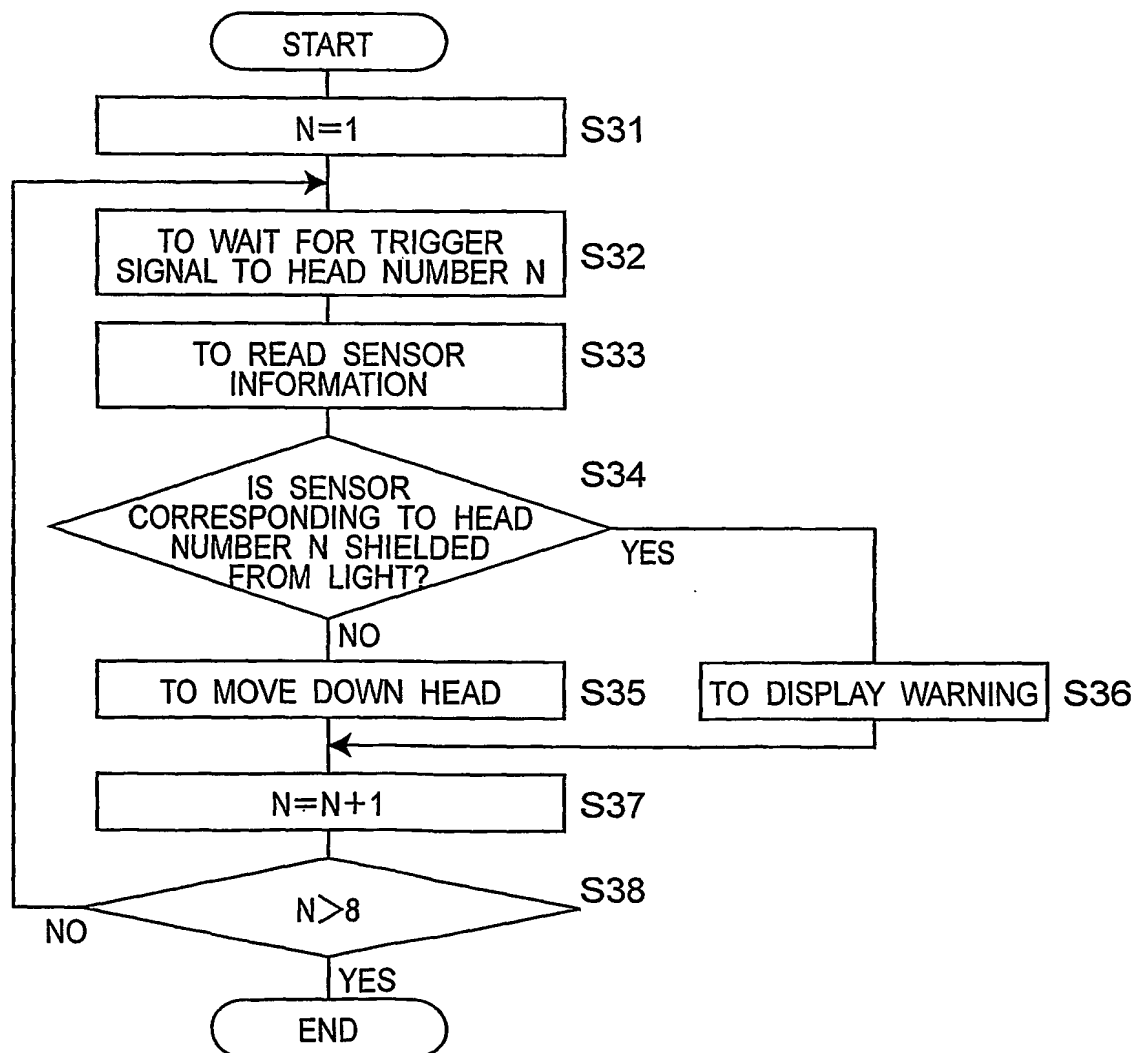 START
N=1
S31
TO WAIT FOR TRIGGER
SIGNAL TO HEAD NUMBER N
S32
TO READ SENSOR
INFORMATION
S33
IS SENSOR
CORRESPONDING TO HEAD
NUMBER N SHIELDED
FROM LIGHT?
S34
YES
NO
TO MOVE DOWN HEAD
S35
TO DISPLAY WARNING
S36
N=N+1
S37
N>8
S38
NO
YES
END